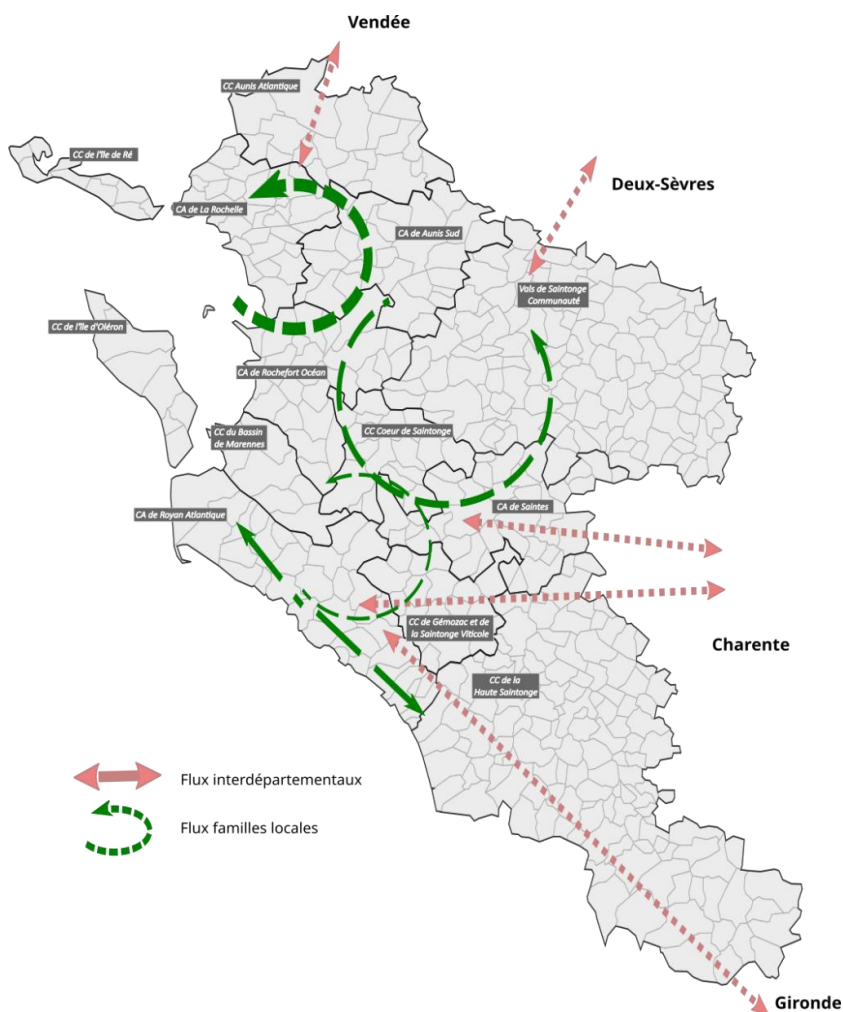 Vendée
CC Aunis Atlantique
CC de l'île de Ré
Deux-Sèvres
CA de La Rochelle
CA de Aunis Sud
Vals de Saintonge
Communauté
CC de l'île d'Oléron
CA de Rochefort Océan
CC du Bassin
de Marennes
CC Coeur de Saintonge
CA de Saintes
CA de Royan Atlantique
CC de Gémozac et de
la Saintonge Viticole
Charente
CC de la
Haute Saintonge
Flux interdépartementaux
Flux familles locales
Gironde